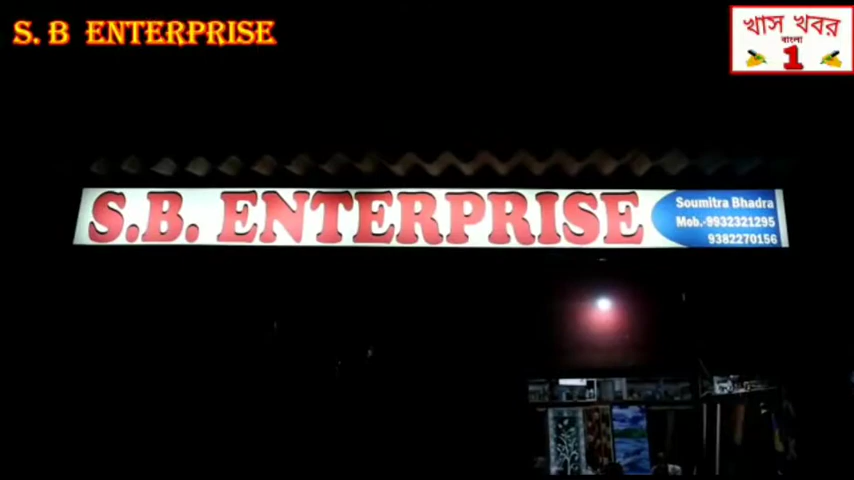 S. B ENTERPRISE
খাস খবর
বাংলা
1
S.B. ENTERPRISE
Soumitra Bhadra
Mob.-9932321295
9382270156